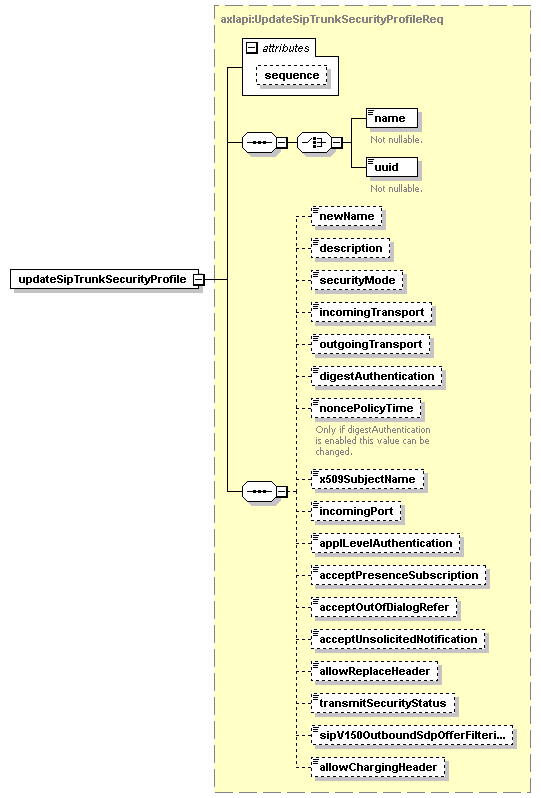 axlapi:UpdateSipTrunkSecurityProfileReq
attributes
sequence
name
Not nullable.
uuid
Not nullable.
updateSipTrunkSecurityProfile
newName
description
securityMode
incomingTransport
outgoingTransport
digestAuthentication
noncePolicyTime
Only if digestAuthentication
is enabled this value can be
changed.
x509SubjectName
incomingPort
applLevelAuthentication
acceptPresenceSubscription
acceptOutOfDialogRefer
acceptUnsolicitedNotification
allowReplaceHeader
transmitSecurityStatus
sipV150OutboundSdpOfferFilteri...
allowChargingHeader